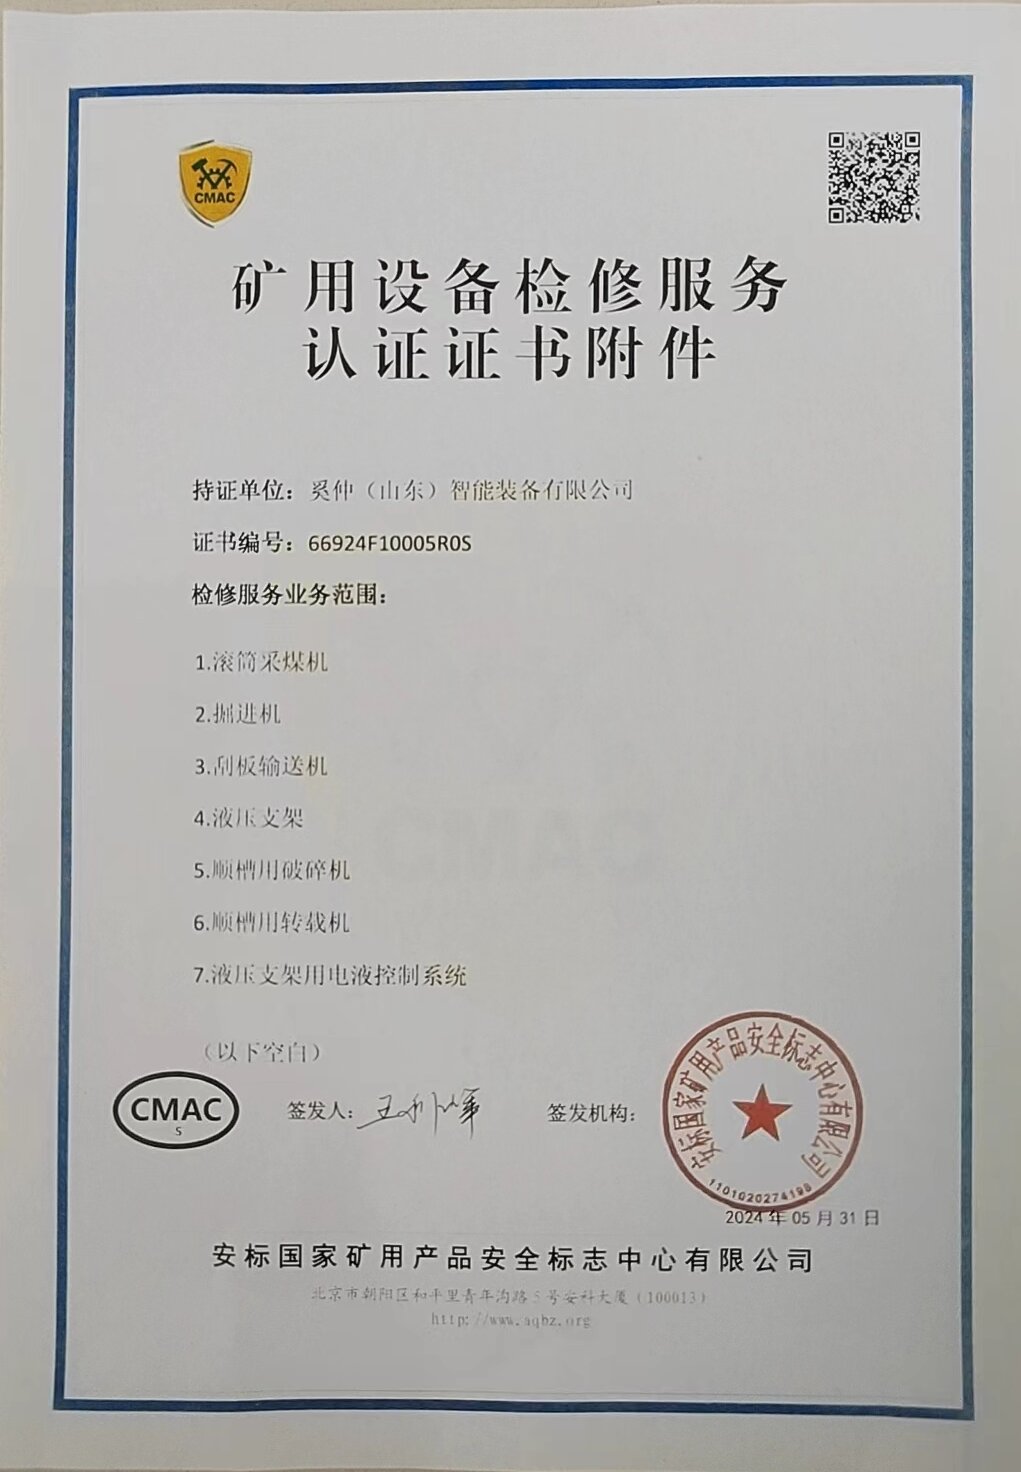 CMAC
矿用设备检修服务
认证证书附件
持证单位：奚仲（山东）智能装备有限公司
证书编号：66924F10005R0S
检修服务业务范围：
1.滚筒采煤机
2.掘进机
3.刮板输送机
4.液压支架
5.顺槽用破碎机
6.顺槽用转载机
7.液压支架用电液控制系统
（以下空白）
CMAC
S
签发人：
签发机构：
安标国家矿用产品安全标志中心有限公司
1101020274198
2024 年 05 月 31 日
安标国家矿用产品安全标志中心有限公司
北京市朝阳区和平里青年沟路 5 号安科大厦（100013）
http://www.aqbz.org